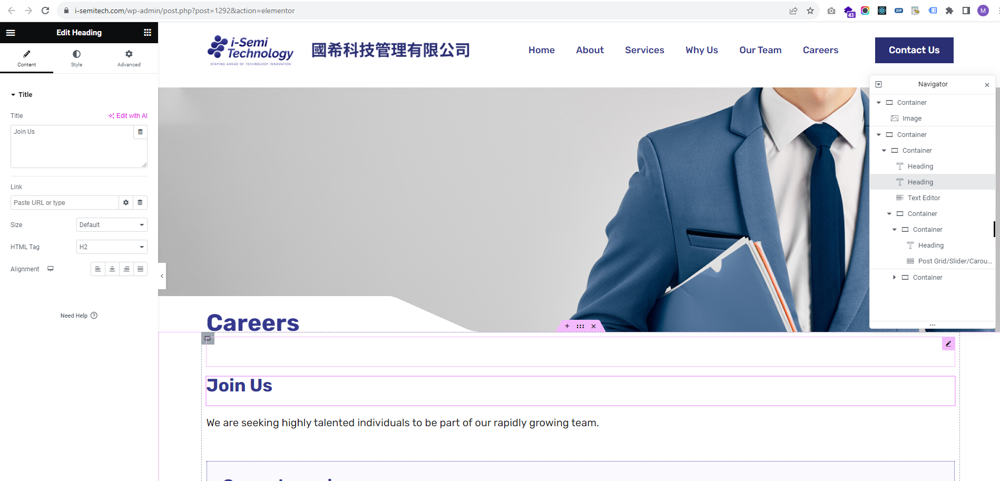 i-semitech.com/wp-admin/post.php?post=1292&action=elementor
43
ZIP
M
Edit Heading
Content
Style
Advanced
Title
Title
Edit with AI
Join Us
Link
Paste URL or type
Size
Default
HTML Tag
H2
Alignment
Need Help
i-Semi
Technology
STAYING AHEAD OF TECHNOLOGY INNOVATION
國希科技管理有限公司
Home
About
Services
Why Us
Our Team
Careers
Contact Us
Navigator
Container
Image
Container
Container
Heading
Heading
Text Editor
Container
Container
Heading
Post Grid/Slider/Carou...
Container
Careers
Join Us
We are seeking highly talented individuals to be part of our rapidly growing team.